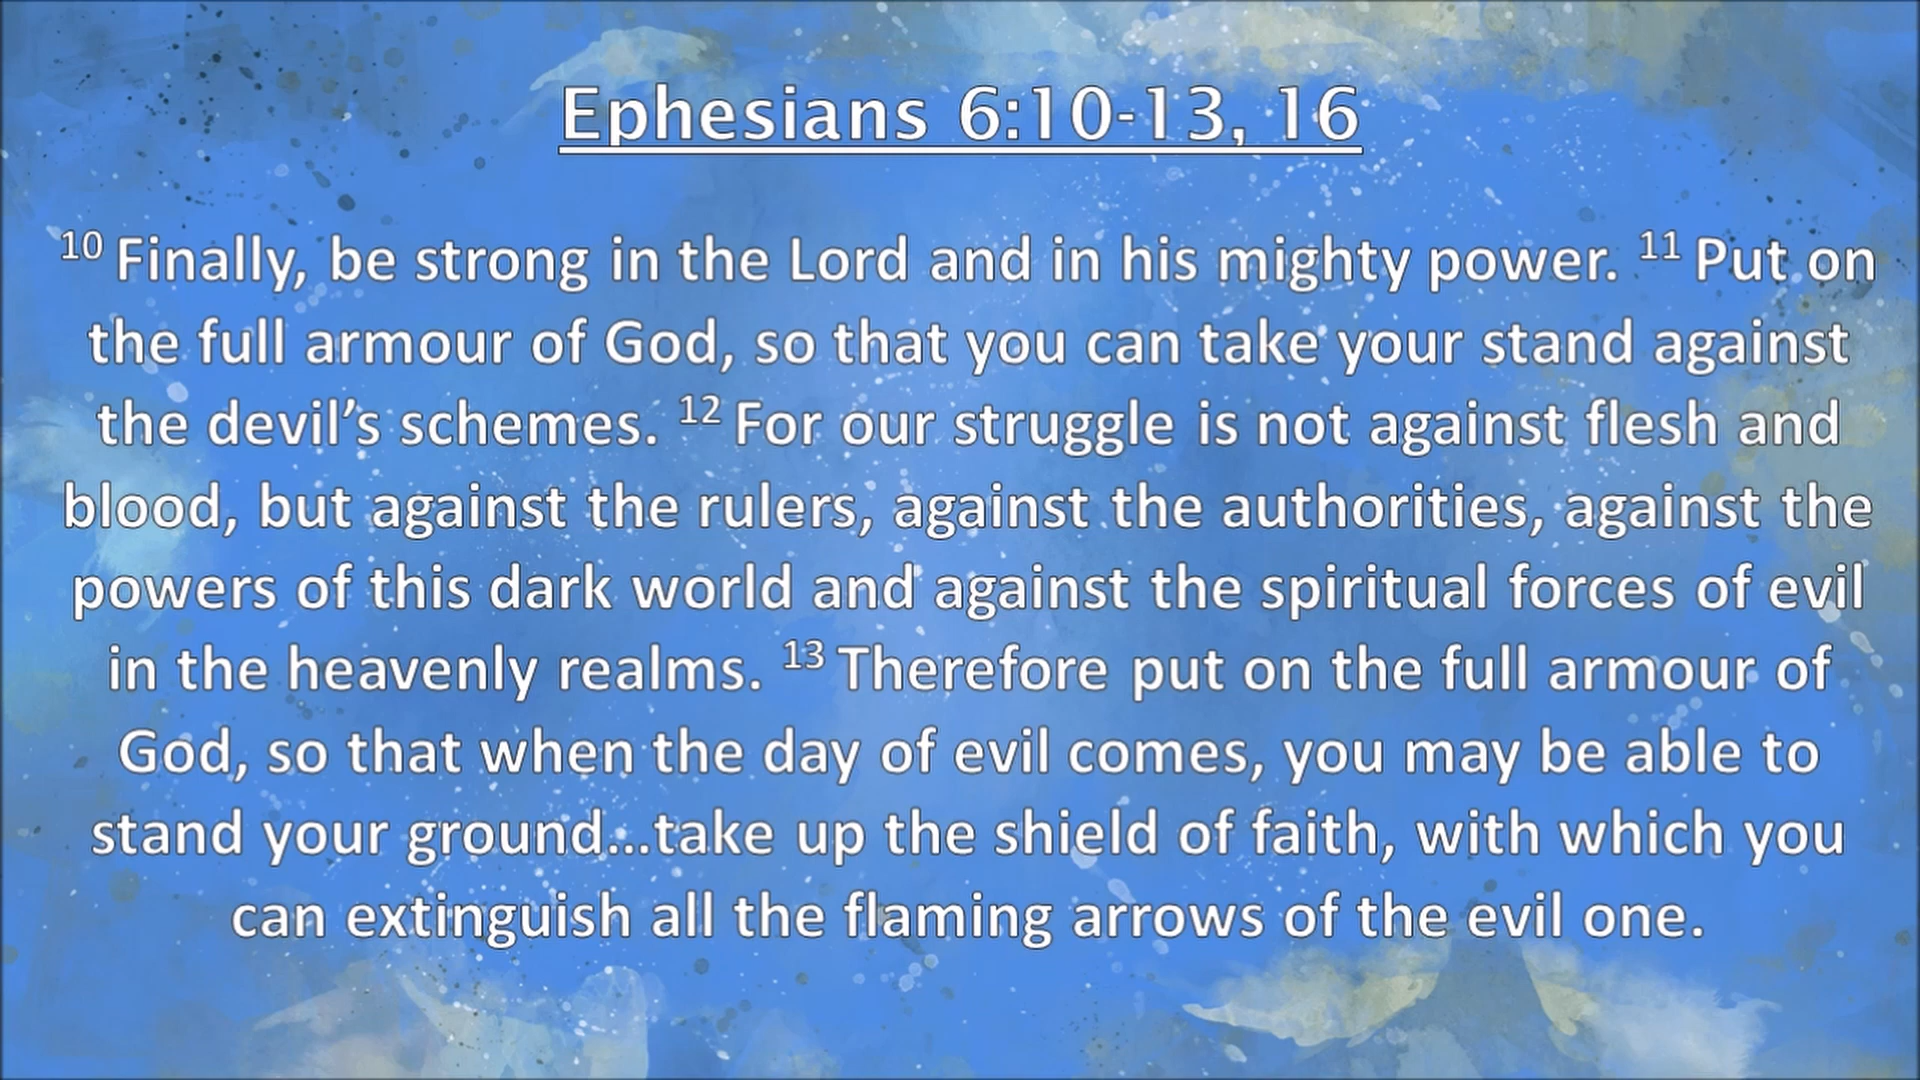 Ephesians 6:10-13, 16
10 Finally, be strong in the Lord and in his mighty power. 11 Put on
the full armour of God, so that you can take your stand against
the devil’s schemes. 12 For our struggle is not against flesh and
blood, but against the rulers, against the authorities, against the
powers of this dark world and against the spiritual forces of evil
in the heavenly realms. 13 Therefore put on the full armour of
God, so that when the day of evil comes, you may be able to
stand your ground…take up the shield of faith, with which you
can extinguish all the flaming arrows of the evil one.